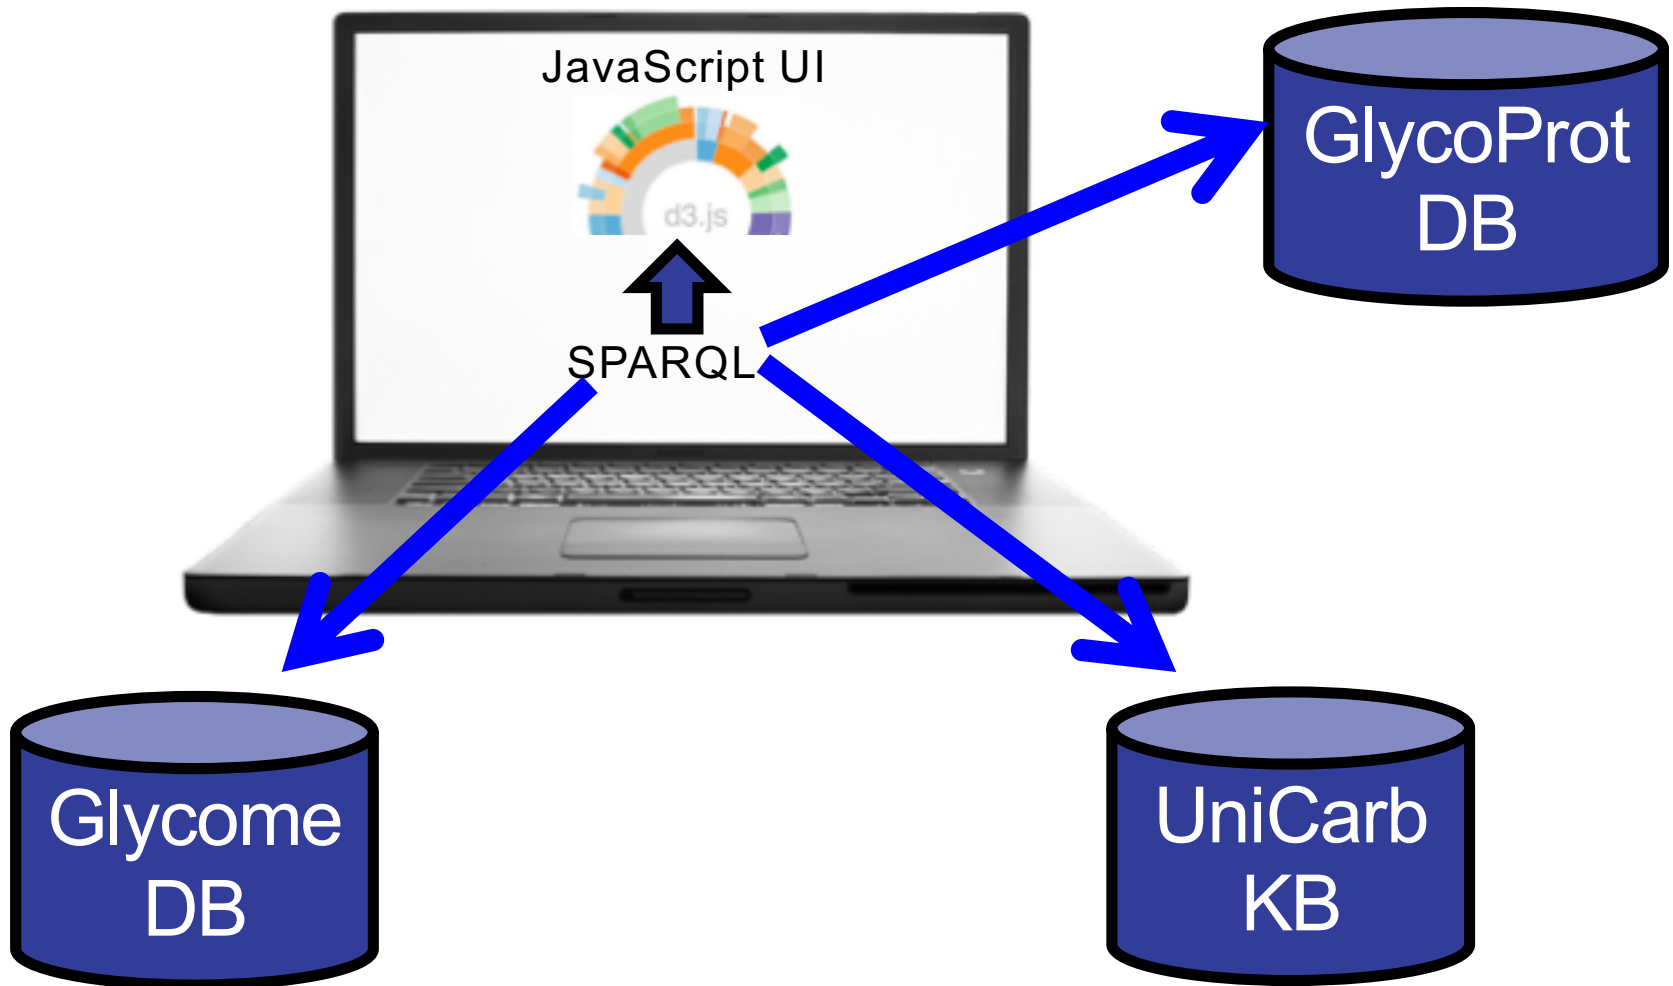 JavaScript UI
d3.js
SPARQL
GlycoProt
DB
Glycome
DB
UniCarb
KB